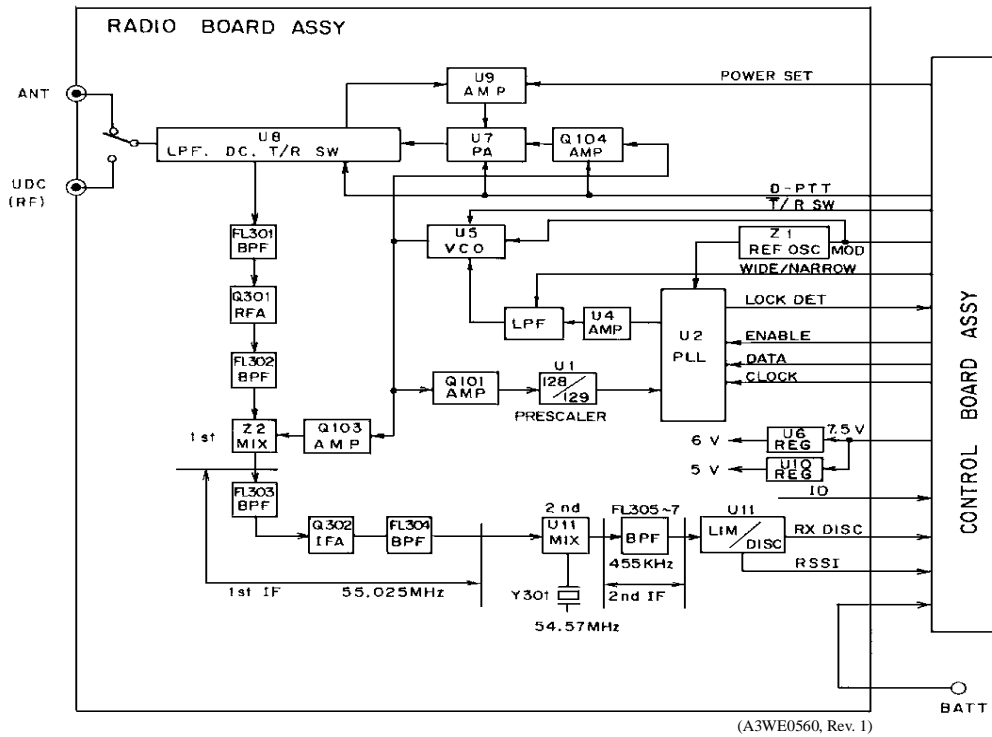 RADIO BOARD ASSY
ANT
UDC
(RF)
U8
LPF. DC. T/R SW
U9
AMP
U7
PA
Q104
AMP
POWER SET
D-PTT
T/R SW
U5
VCO
Z1
REF OSC
MOD
WIDE/NARROW
FL301
BPF
Q301
RFA
FL302
BPF
LPF
U4
AMP
U2
PLL
LOCK DET
ENABLE
DATA
CLOCK
Q101
AMP
U1
128/129
PRESCALER
1st
Z2
MIX
Q103
AMP
6 V
U6
REG
7.5 V
5 V
U10
REG
IO
FL303
BPF
Q302
IFA
FL304
BPF
2nd
U11
MIX
FL305~7
BPF
455KHz
U11
LIM/DISC
RX DISC
RSSI
1st IF
55.025MHz
Y301
54.57MHz
2nd IF
CONTROL BOARD ASSY
BATT
(A3WE0560, Rev. 1)